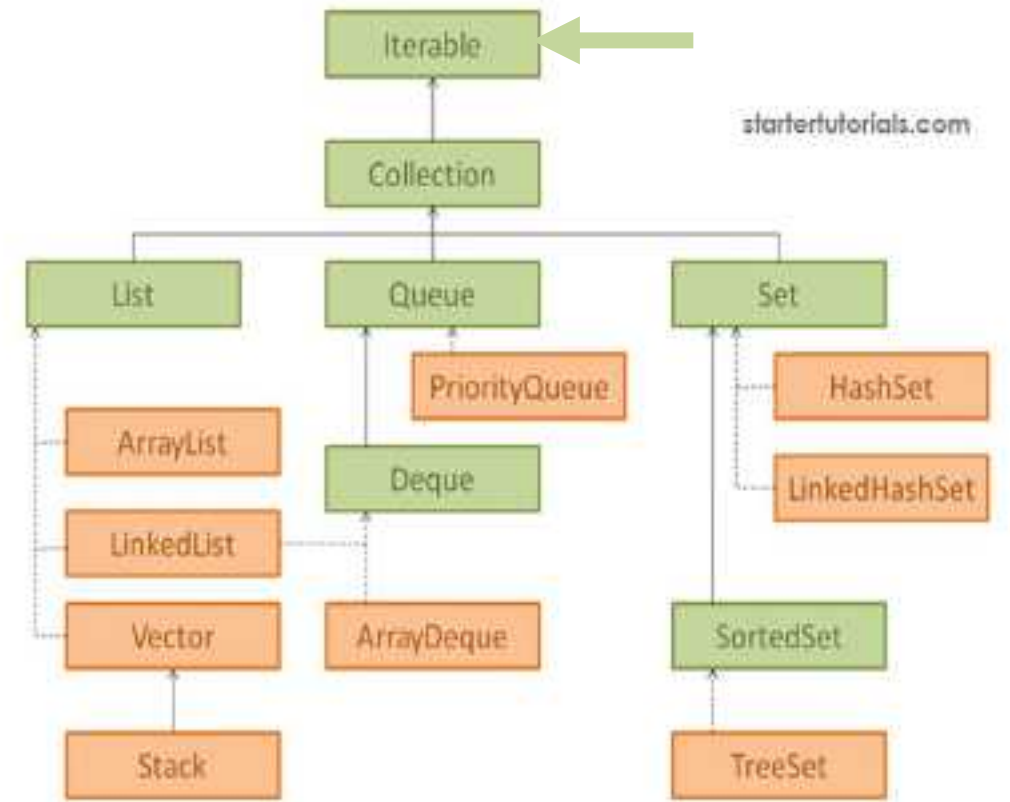 Iterable
startertutorials.com
Collection
List
Queue
Set
PriorityQueue
HashSet
ArrayList
Deque
LinkedHashSet
LinkedList
Vector
ArrayDeque
SortedSet
Stack
TreeSet